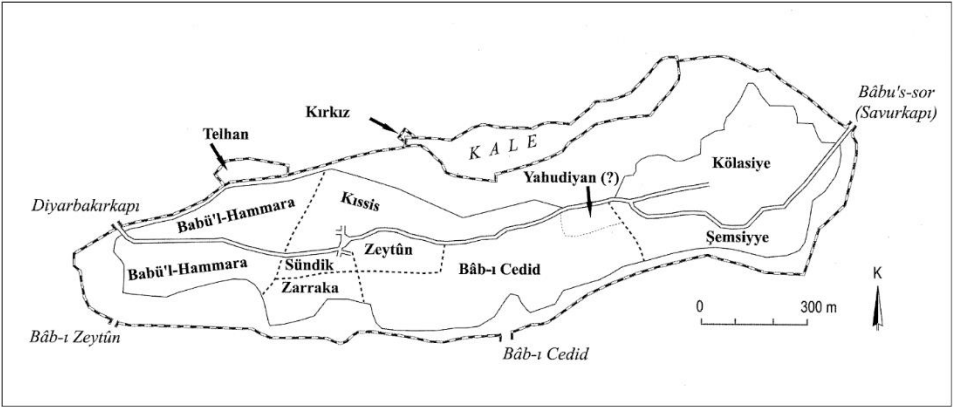 Bâbu's-sor
(Savurkapı)
Kırkız
Telhan
KALE
Kölasiye
Yahudiyan (?)
Diyarbakırkapı
Babü'l-Hammara
Kıssis
Şemsiyye
Zeytûn
Babü'l-Hammara
Sündik
Bâb-ı Cedid
Zarraka
K
0 300 m
Bâb-ı Zeytûn
Bâb-ı Cedid